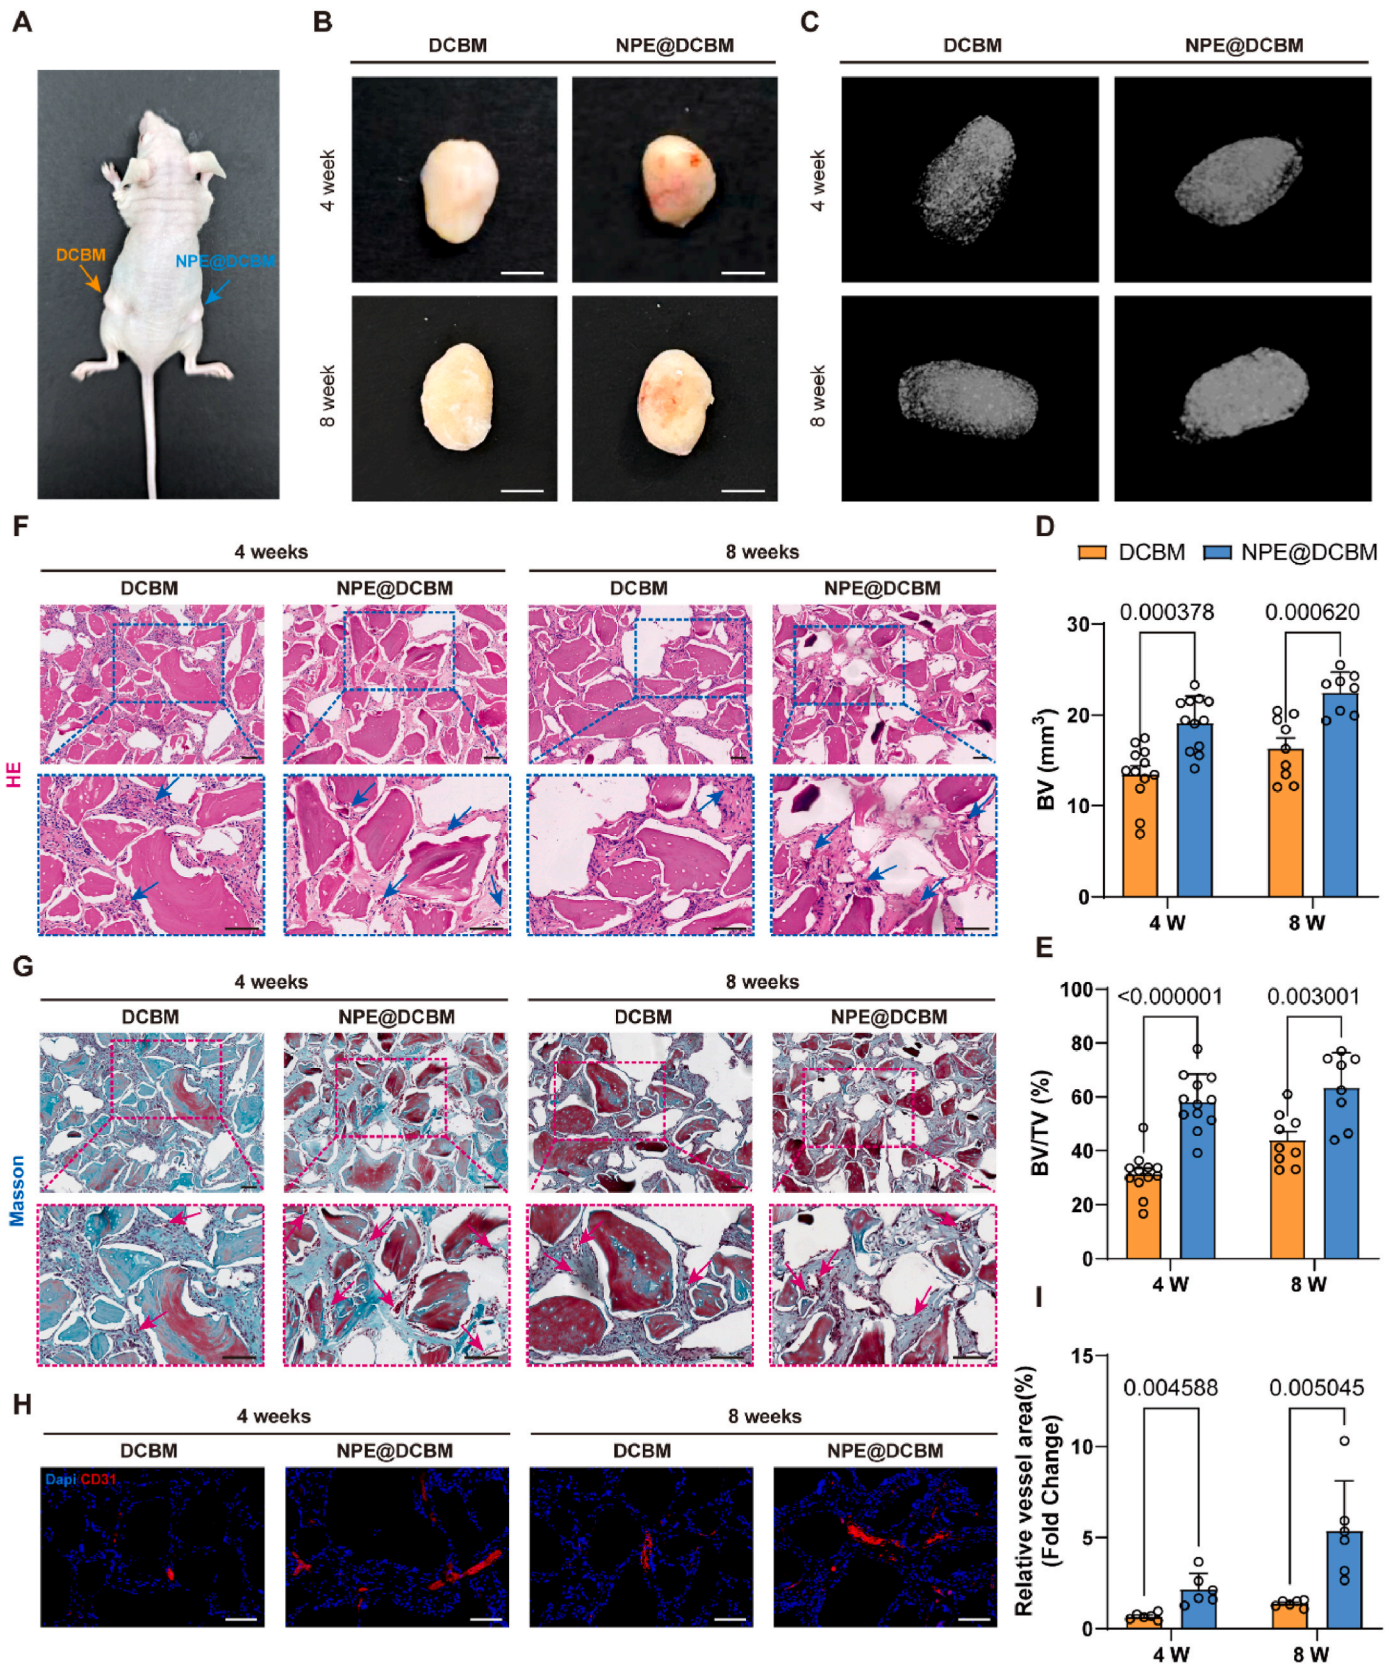 A
B
C
DCBM
NPE@DCBM
DCBM
NPE@DCBM
4 week
4 week
DCBM
NPE@DCBM
8 week
8 week
F
4 weeks
8 weeks
DCBM
NPE@DCBM
DCBM
NPE@DCBM
HE
D
DCBM
NPE@DCBM
0.000378
0.000620
BV (mm³)
30
20
10
0
4 W
8 W
G
4 weeks
8 weeks
DCBM
NPE@DCBM
DCBM
NPE@DCBM
Masson
E
<0.000001
0.003001
BV/TV (%)
100
80
60
40
20
0
4 W
8 W
H
4 weeks
8 weeks
DCBM
NPE@DCBM
DCBM
NPE@DCBM
Dapi CD31
I
0.004588
0.005045
Relative vessel area(%)
(Fold Change)
15
10
5
0
4 W
8 W